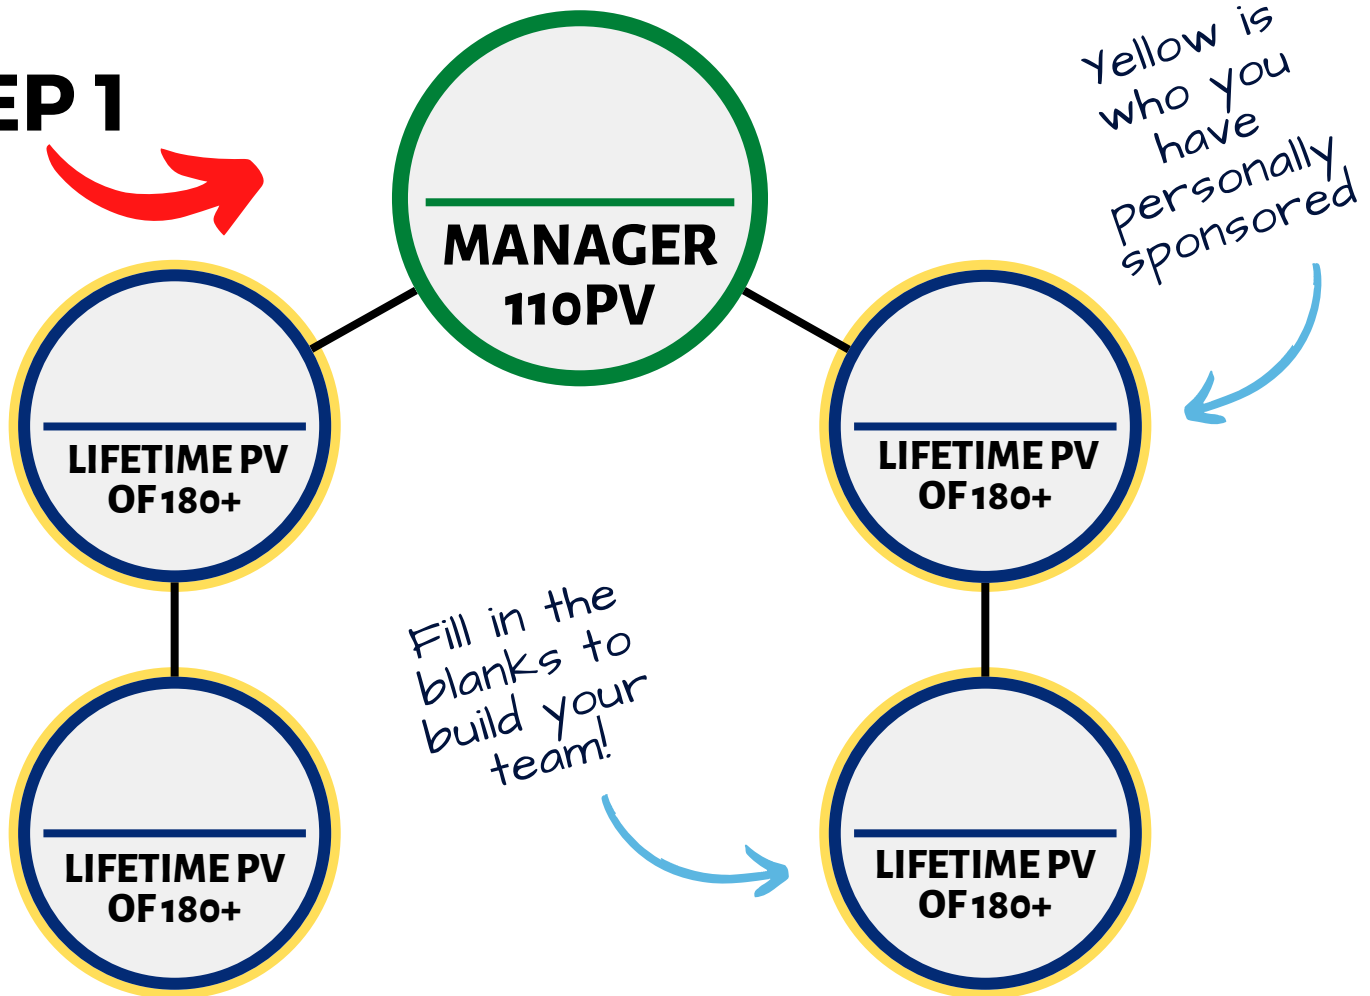 EP 1
Yellow is
who you
have
personally
sponsored
MANAGER
110PV
LIFETIME PV
OF 180+
LIFETIME PV
OF 180+
Fill in the
blanks to
build your
team!
LIFETIME PV
OF 180+
LIFETIME PV
OF 180+